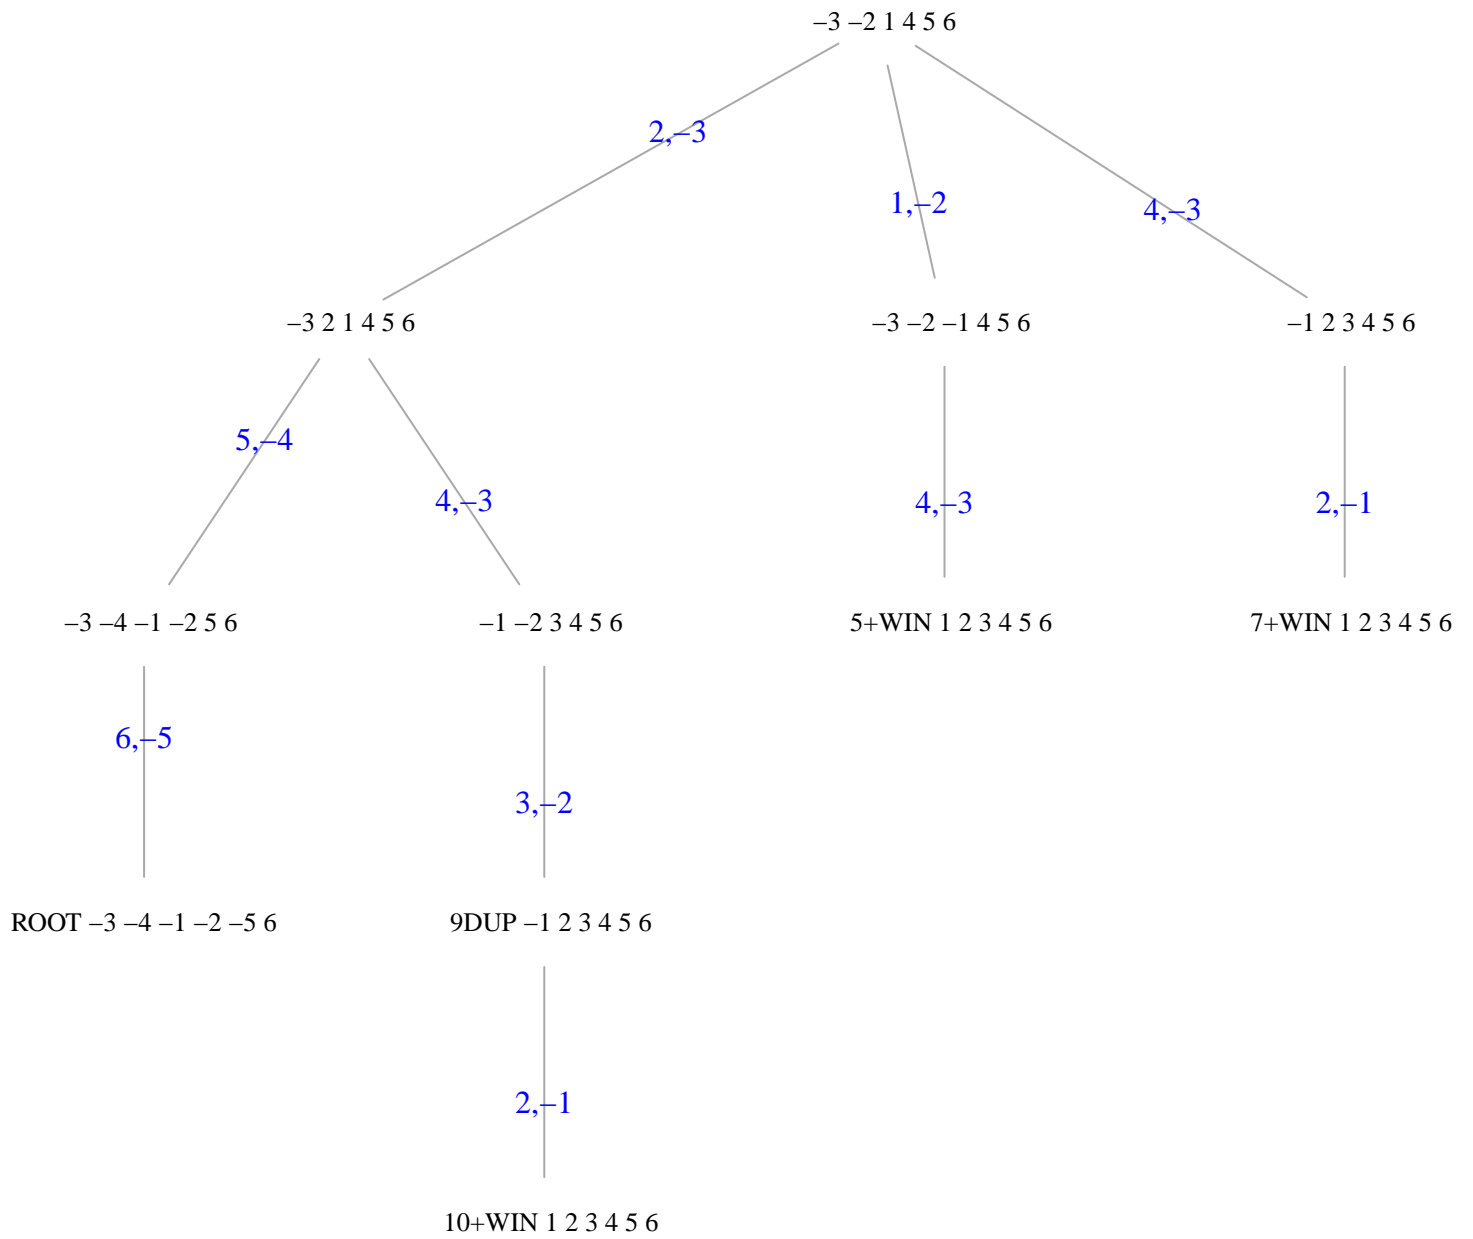 –3 –2 1 4 5 6
2,–3
1,–2
4,–3
–3 2 1 4 5 6
–3 –2 –1 4 5 6
–1 2 3 4 5 6
5,–4
4,–3
4,–3
2,–1
–3 –4 –1 –2 5 6
–1 –2 3 4 5 6
5+WIN 1 2 3 4 5 6
7+WIN 1 2 3 4 5 6
6,–5
3,–2
ROOT –3 –4 –1 –2 –5 6
9DUP –1 2 3 4 5 6
2,–1
10+WIN 1 2 3 4 5 6